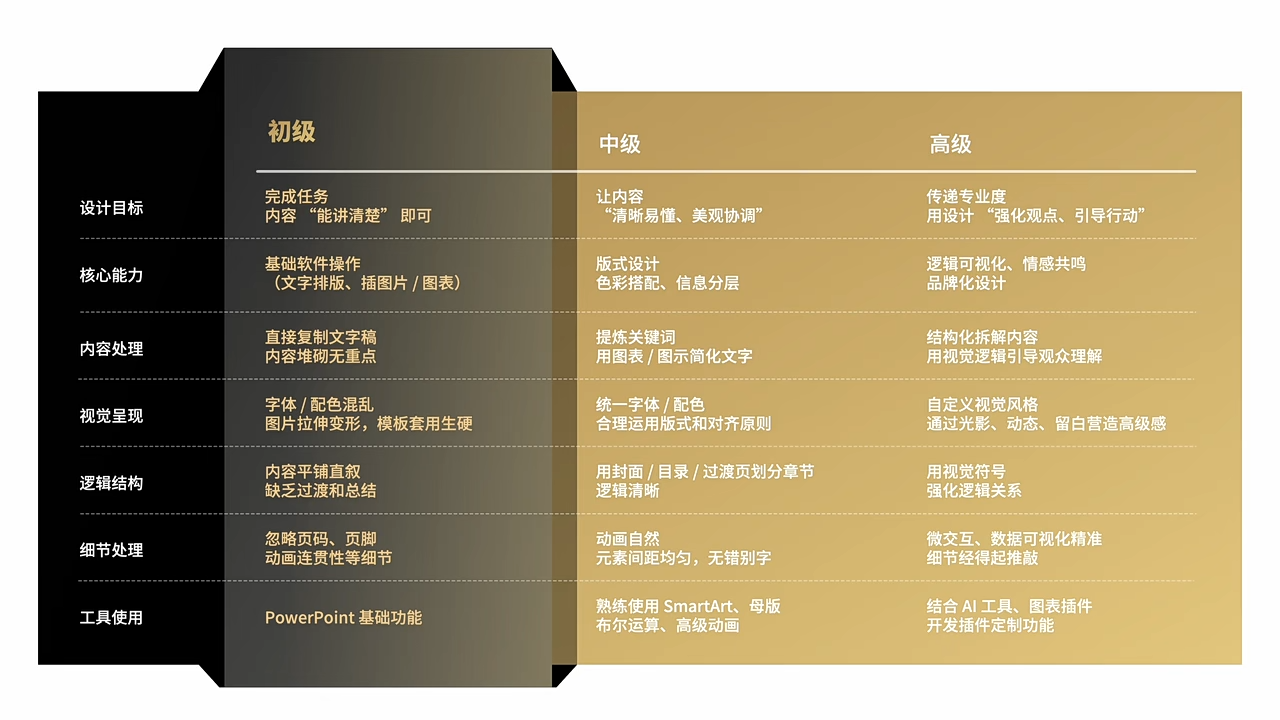 初级
中级
高级
设计目标
完成任务
内容 “能讲清楚” 即可
让内容
“清晰易懂、美观协调”
传递专业度
用设计 “强化观点、引导行动”
核心能力
基础软件操作
（文字排版、插图片 / 图表）
版式设计
色彩搭配、信息分层
逻辑可视化、情感共鸣
品牌化设计
内容处理
直接复制文字稿
内容堆砌无重点
提炼关键词
用图表 / 图示简化文字
结构化拆解内容
用视觉逻辑引导观众理解
视觉呈现
字体 / 配色混乱
图片拉伸变形，模板套用生硬
统一字体 / 配色
合理运用版式和对齐原则
自定义视觉风格
通过光影、动态、留白营造高级感
逻辑结构
内容平铺直叙
缺乏过渡和总结
用封面 / 目录 / 过渡页划分章节
逻辑清晰
用视觉符号
强化逻辑关系
细节处理
忽略页码、页脚
动画连贯性等细节
动画自然
元素间距均匀，无错别字
微交互、数据可视化精准
细节经得起推敲
工具使用
PowerPoint 基础功能
熟练使用 SmartArt、母版
布尔运算、高级动画
结合 AI 工具、图表插件
开发插件定制功能